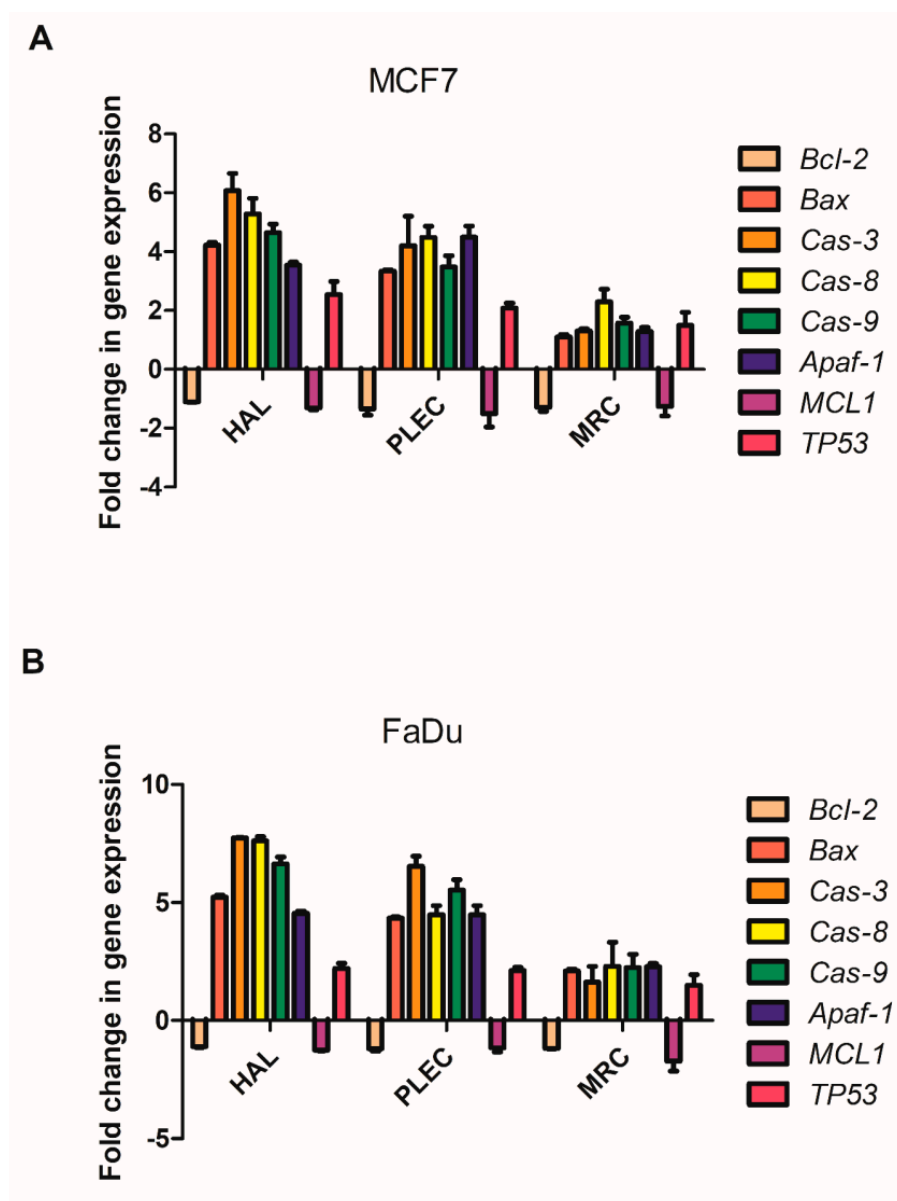 A
MCF7
Fold change in gene expression
8
6
4
2
0
-2
-4
HAL
PLEC
MRC
Bcl-2
Bax
Cas-3
Cas-8
Cas-9
Apaf-1
MCL1
TP53
B
FaDu
Fold change in gene expression
10
5
0
-5
HAL
PLEC
MRC
Bcl-2
Bax
Cas-3
Cas-8
Cas-9
Apaf-1
MCL1
TP53